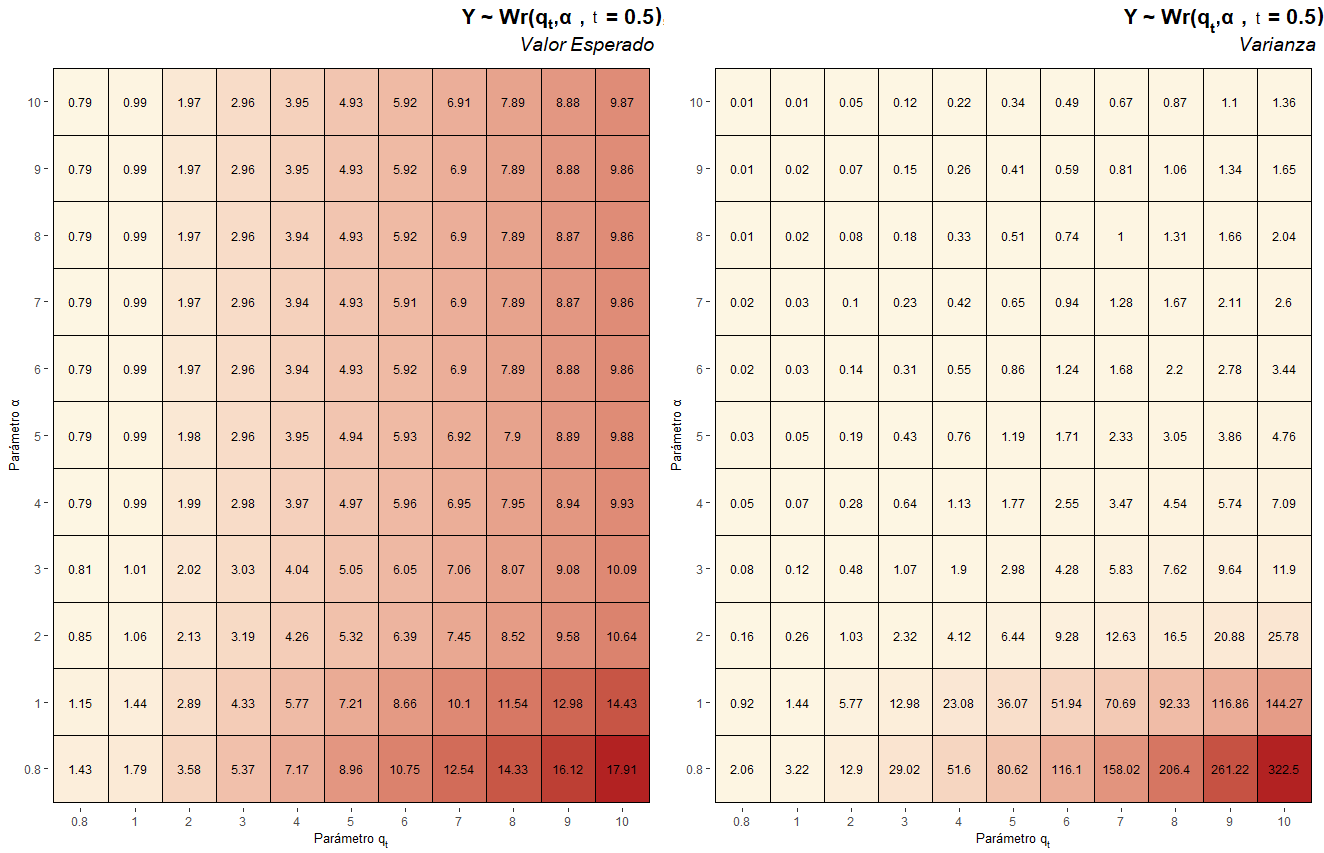 Y ~ Wr(qt,α , t = 0.5)
Valor Esperado
10 0.79 0.99 1.97 2.96 3.95 4.93 5.92 6.91 7.89 8.88 9.87
9 0.79 0.99 1.97 2.96 3.95 4.93 5.92 6.9 7.89 8.88 9.86
8 0.79 0.99 1.97 2.96 3.94 4.93 5.92 6.9 7.89 8.87 9.86
7 0.79 0.99 1.97 2.96 3.94 4.93 5.91 6.9 7.89 8.87 9.86
6 0.79 0.99 1.97 2.96 3.94 4.93 5.92 6.9 7.89 8.88 9.86
5 0.79 0.99 1.98 2.96 3.95 4.94 5.93 6.92 7.9 8.89 9.88
4 0.79 0.99 1.99 2.98 3.97 4.97 5.96 6.95 7.95 8.94 9.93
3 0.81 1.01 2.02 3.03 4.04 5.05 6.05 7.06 8.07 9.08 10.09
2 0.85 1.06 2.13 3.19 4.26 5.32 6.39 7.45 8.52 9.58 10.64
1 1.15 1.44 2.89 4.33 5.77 7.21 8.66 10.1 11.54 12.98 14.43
0.8 1.43 1.79 3.58 5.37 7.17 8.96 10.75 12.54 14.33 16.12 17.91
0.8 1 2 3 4 5 6 7 8 9 10
Parámetro α
Parámetro qt
Y ~ Wr(qt,α , t = 0.5)
Varianza
10 0.01 0.01 0.05 0.12 0.22 0.34 0.49 0.67 0.87 1.1 1.36
9 0.01 0.02 0.07 0.15 0.26 0.41 0.59 0.81 1.06 1.34 1.65
8 0.01 0.02 0.08 0.18 0.33 0.51 0.74 1 1.31 1.66 2.04
7 0.02 0.03 0.1 0.23 0.42 0.65 0.94 1.28 1.67 2.11 2.6
6 0.02 0.03 0.14 0.31 0.55 0.86 1.24 1.68 2.2 2.78 3.44
5 0.03 0.05 0.19 0.43 0.76 1.19 1.71 2.33 3.05 3.86 4.76
4 0.05 0.07 0.28 0.64 1.13 1.77 2.55 3.47 4.54 5.74 7.09
3 0.08 0.12 0.48 1.07 1.9 2.98 4.28 5.83 7.62 9.64 11.9
2 0.16 0.26 1.03 2.32 4.12 6.44 9.28 12.63 16.5 20.88 25.78
1 0.92 1.44 5.77 12.98 23.08 36.07 51.94 70.69 92.33 116.86 144.27
0.8 2.06 3.22 12.9 29.02 51.6 80.62 116.1 158.02 206.4 261.22 322.5
0.8 1 2 3 4 5 6 7 8 9 10
Parámetro α
Parámetro qt